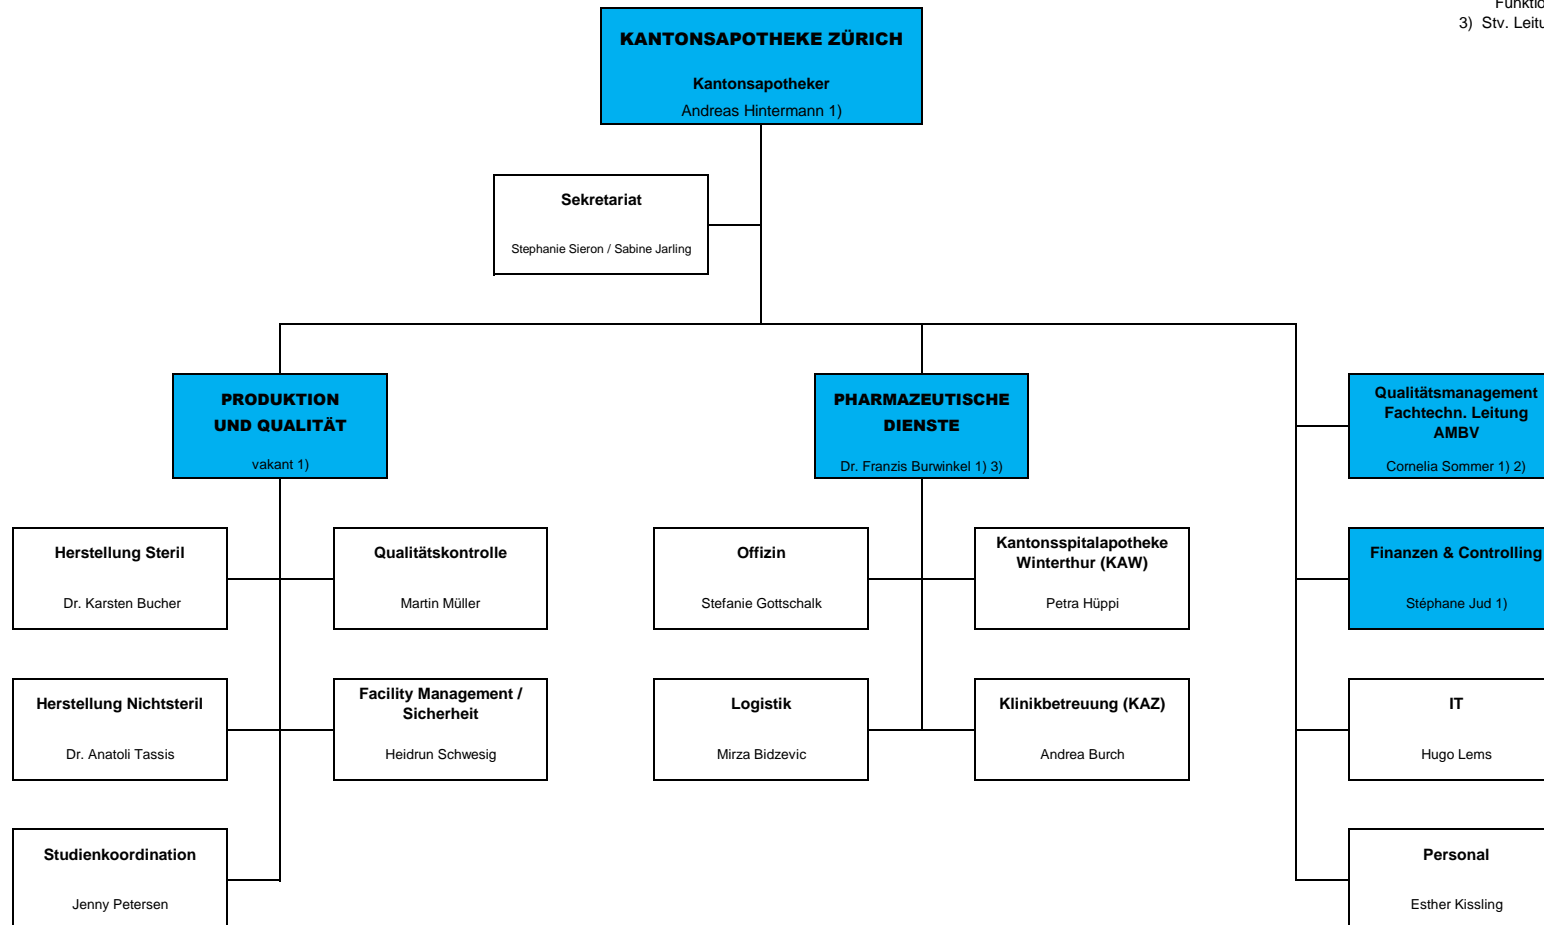 Funktio
3) Stv. Leitu
KANTONSAPOTHEKE ZÜRICH
Kantonsapotheker
Andreas Hintermann 1)
Sekretariat
Stephanie Sieron / Sabine Jarling
PRODUKTION
UND QUALITÄT
vakant 1)
PHARMAZEUTISCHE
DIENSTE
Dr. Franzis Burwinkel 1) 3)
Qualitätsmanagement
Fachtechn. Leitung
AMBV
Cornelia Sommer 1) 2)
Herstellung Steril
Dr. Karsten Bucher
Qualitätskontrolle
Martin Müller
Offizin
Stefanie Gottschalk
Kantonsspitalapotheke
Winterthur (KAW)
Petra Hüppi
Finanzen & Controlling
Stéphane Jud 1)
Herstellung Nichtsteril
Dr. Anatoli Tassis
Facility Management /
Sicherheit
Heidrun Schwesig
Logistik
Mirza Bidzevic
Klinikbetreuung (KAZ)
Andrea Burch
IT
Hugo Lems
Studienkoordination
Jenny Petersen
Personal
Esther Kissling